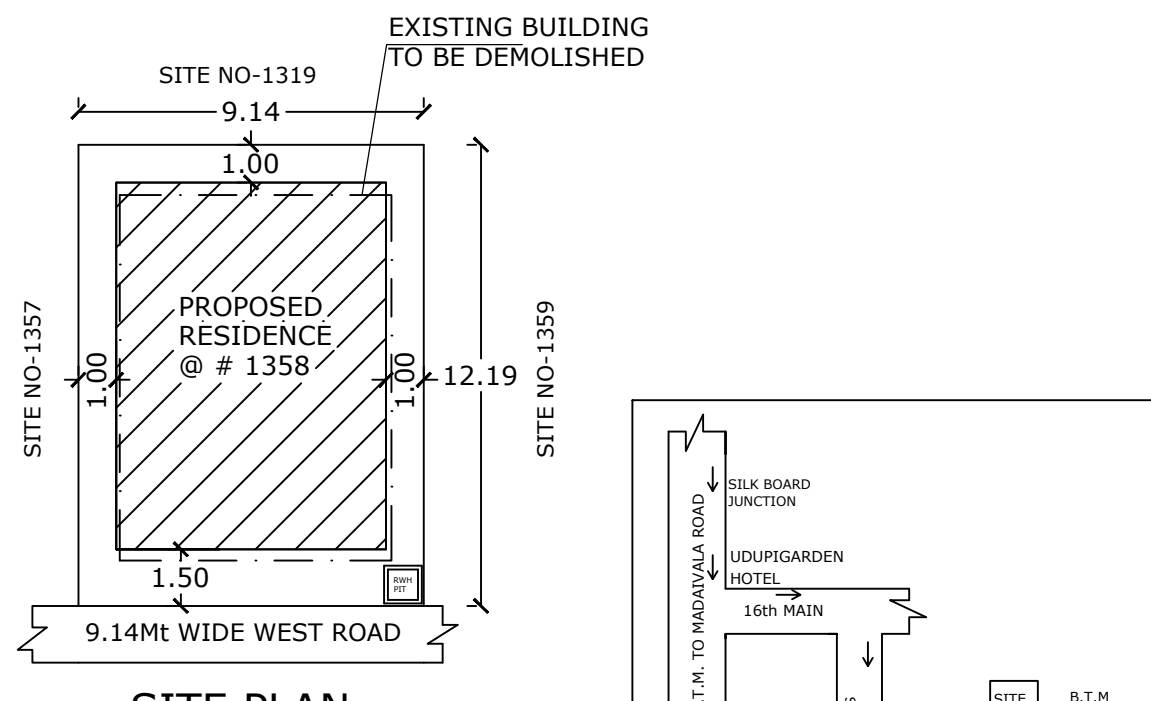 EXISTING BUILDING
TO BE DEMOLISHED
SITE NO-1319
9.14
1.00
PROPOSED
RESIDENCE
@ # 1358
SITE NO-1357
1.00
1.00
12.19
SITE NO-1359
1.50
RWH
PIT
9.14Mt WIDE WEST ROAD
SITE PLAN
SILK BOARD
JUNCTION
UDUPIGARDEN
HOTEL
16th MAIN
.T.M. TO MADAIVALA ROAD
SITE
B.T.M